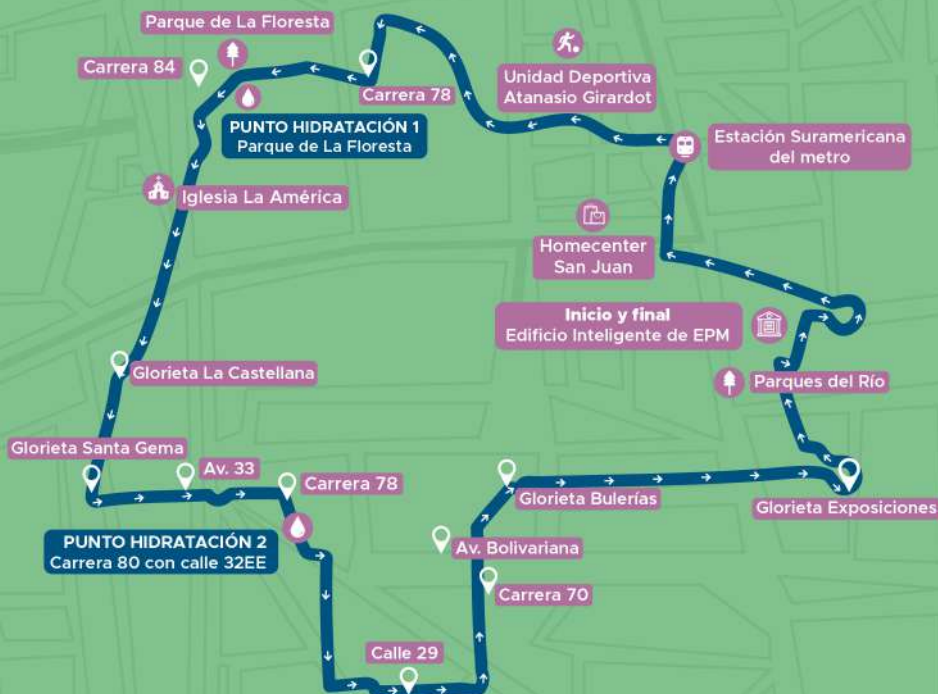 Parque de La Floresta
Carrera 84
Carrera 78
PUNTO HIDRATACIÓN 1
Parque de La Floresta
Unidad Deportiva
Atanasio Girardot
Estación Suramericana
del metro
Iglesia La América
Homecenter
San Juan
Inicio y final
Edificio Inteligente de EPM
Parques del Río
Glorieta La Castellana
Glorieta Santa Gema
Av. 33
Carrera 78
Glorieta Bulerías
Glorieta Exposiciones
PUNTO HIDRATACIÓN 2
Carrera 80 con calle 32EE
Av. Bolivariana
Carrera 70
Calle 29